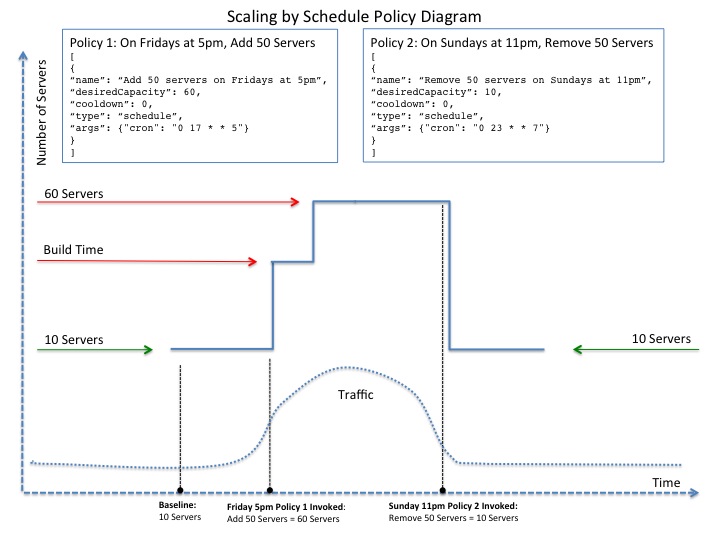 Scaling by Schedule Policy Diagram
Policy 1: On Fridays at 5pm, Add 50 Servers
[
{
“name”: “Add 50 servers on Fridays at 5pm”,
“desiredCapacity”: 60,
“cooldown”: 0,
“type”: “schedule”,
“args”: {"cron": "0 17 * * 5"}
}
]
Policy 2: On Sundays at 11pm, Remove 50 Servers
[
{
“name”: “Remove 50 servers on Sundays at 11pm”,
“desiredCapacity”: 10,
“cooldown”: 0,
“type”: “schedule”,
“args”: {"cron": "0 23 * * 7"}
}
]
Number of Servers
60 Servers
Build Time
10 Servers
10 Servers
Traffic
Time
Baseline:
10 Servers
Friday 5pm Policy 1 Invoked:
Add 50 Servers = 60 Servers
Sunday 11pm Policy 2 Invoked:
Remove 50 Servers = 10 Servers